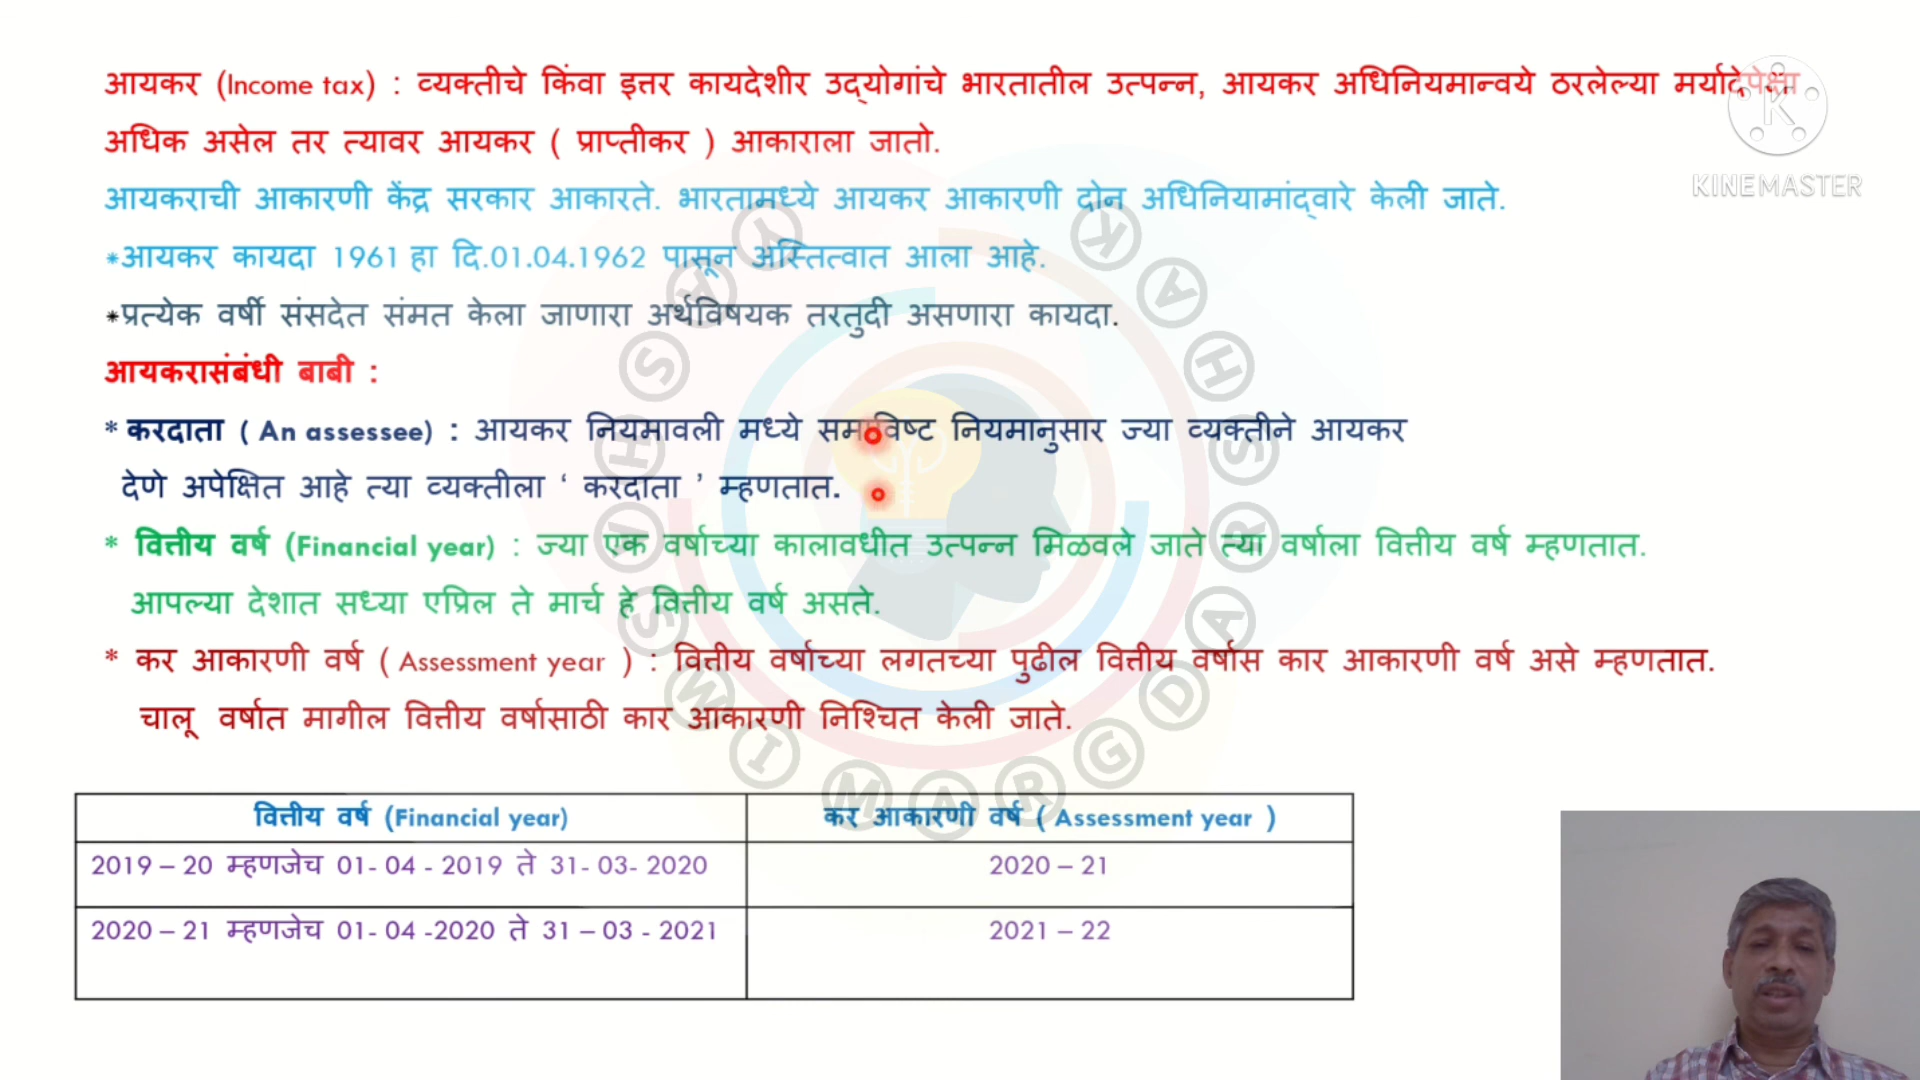 आयकर (Income tax) : व्यक्तीचे किंवा इत्तर कायदेशीर उद्‌योगांचे भारतातील उत्पन्न, आयकर अधिनियमान्वये ठरलेल्या मर्यादेपेक्षा
अधिक असेल तर त्यावर आयकर ( प्राप्तीकर ) आकाराला जातो.
आयकराची आकारणी केंद्र सरकार आकारते. भारतामध्ये आयकर आकारणी दोन अधिनियामांद्‌वारे केली जाते.
*आयकर कायदा 1961 हा दि.01.04.1962 पासून अस्तित्वात आला आहे.
*प्रत्येक वर्षी संसदेत संमत केला जाणारा अर्थविषयक तरतुदी असणारा कायदा.
आयकरासंबंधी बाबी :
* करदाता ( An assessee) : आयकर नियमावली मध्ये समाविष्ट नियमानुसार ज्या व्यक्तीने आयकर
देणे अपेक्षित आहे त्या व्यक्तीला ‘ करदाता ’ म्हणतात.
* वित्तीय वर्ष (Financial year) : ज्या एक वर्षाच्या कालावधीत उत्पन्न मिळवले जाते त्या वर्षाला वित्तीय वर्ष म्हणतात.
आपल्या देशात सध्या एप्रिल ते मार्च हे वित्तीय वर्ष असते.
* कर आकारणी वर्ष ( Assessment year ) : वित्तीय वर्षाच्या लगतच्या पुढील वित्तीय वर्षास कार आकारणी वर्ष असे म्हणतात.
चालू वर्षात मागील वित्तीय वर्षासाठी कार आकारणी निश्चित केली जाते.
वित्तीय वर्ष (Financial year) कर आकारणी वर्ष ( Assessment year )
2019 – 20 म्हणजेच 01- 04 - 2019 ते 31- 03- 2020 2020 – 21
2020 – 21 म्हणजेच 01- 04 -2020 ते 31 – 03 - 2021 2021 – 22
KINEMASTER
YASHSWI MARGDARSHAK